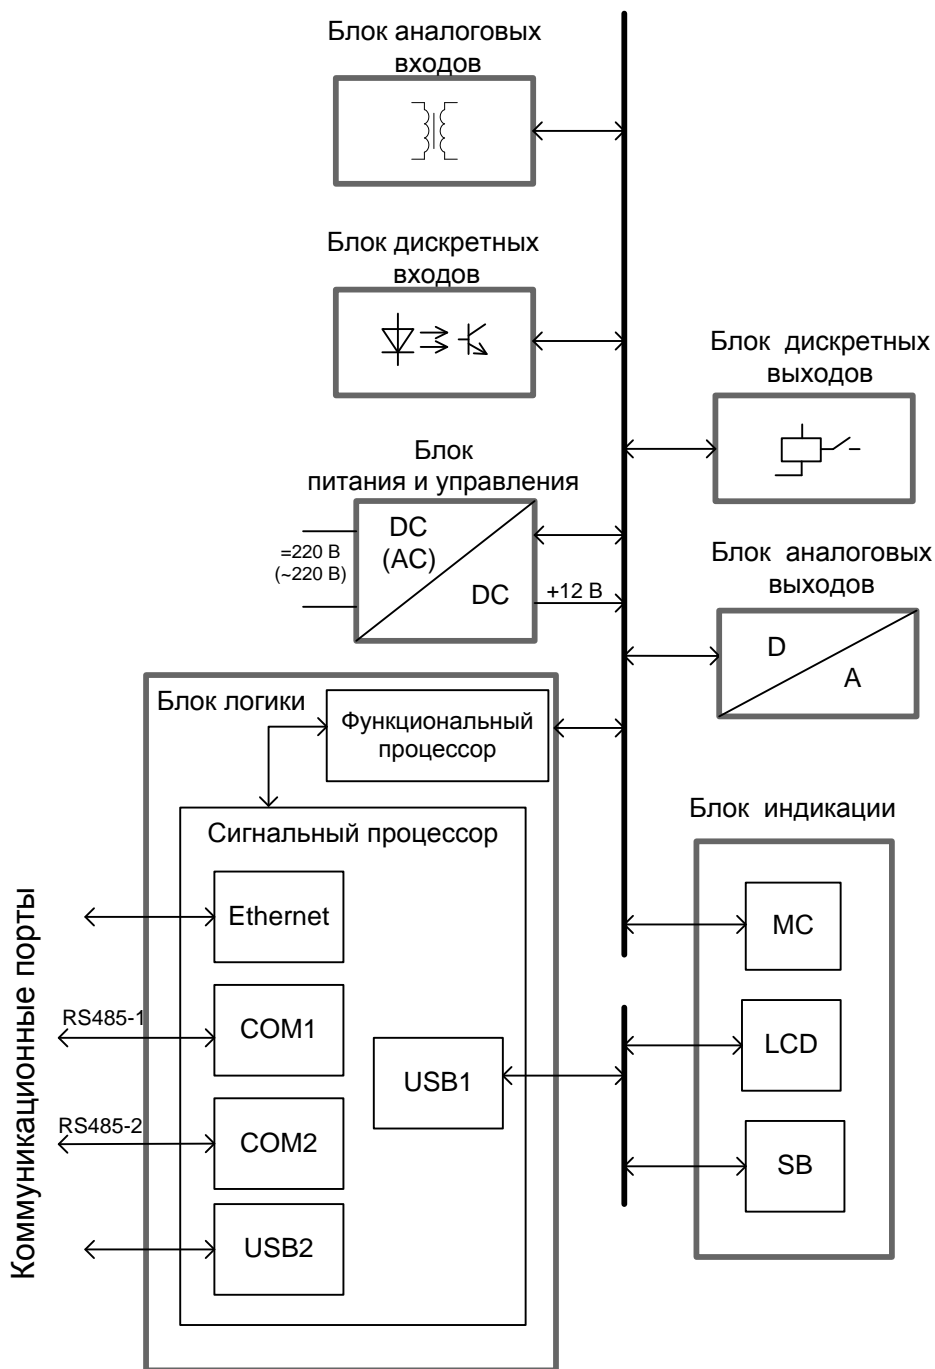 Блок аналоговых
входов
Блок дискретных
входов
Блок дискретных
выходов
Блок
питания и управления
=220 В
(~220 В)
DC
(AC)
DC
+12 В
Блок аналоговых
выходов
D
A
Блок логики
Функциональный
процессор
Сигнальный процессор
Блок индикации
Коммуникационные порты
Ethernet
RS485-1
COM1
RS485-2
COM2
USB2
USB1
MC
LCD
SB